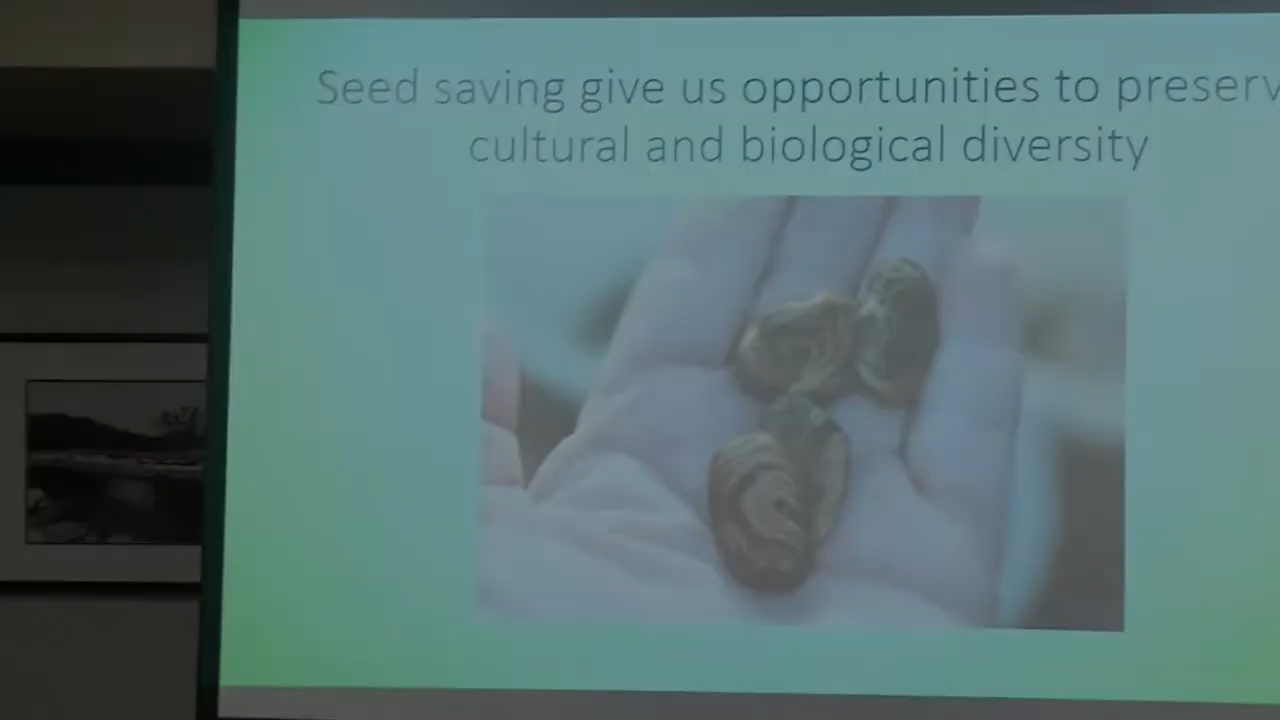 Seed saving give us opportunities to preserv
cultural and biological diversity